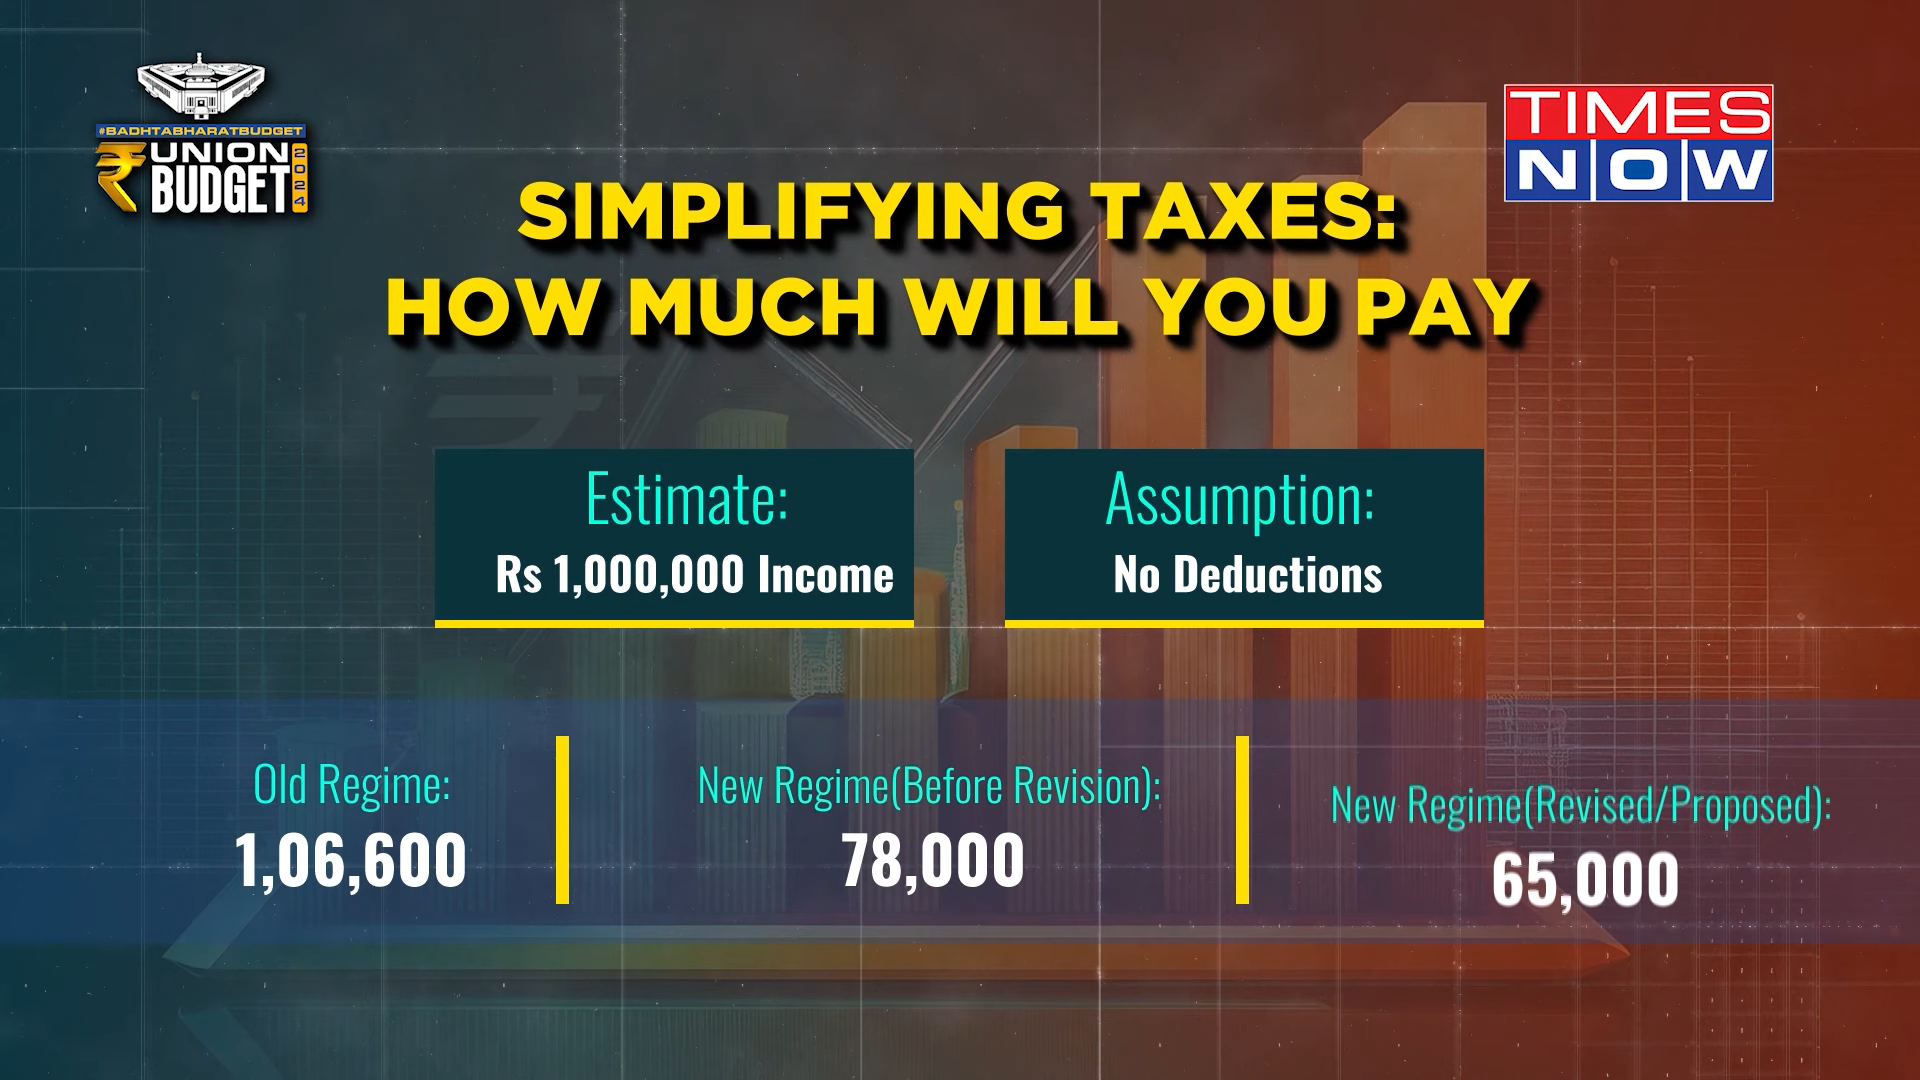 #BADHTABHARATBUDGET
UNION
BUDGET
2024
TIMES
NOW
SIMPLIFYING TAXES:
HOW MUCH WILL YOU PAY
Estimate:
Rs 1,000,000 Income
Assumption:
No Deductions
Old Regime:
1,06,600
New Regime(Before Revision):
78,000
New Regime(Revised/Proposed):
65,000